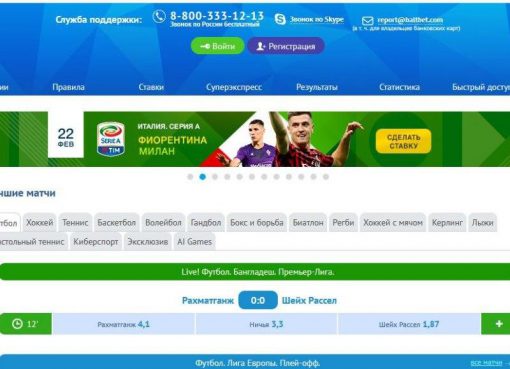 Служба поддержки:
8-800-333-12-13
Звонок по России бесплатный
Звонок по Skype
report@baltbet.com
(в т. ч. для владельцев банковских карт)
Войти
Регистрация
ии Правила Ставки Суперэкспресс Результаты Статистика Быстрый доступ
22
ФЕВ
SERIE A
TIM
ИТАЛИЯ. СЕРИЯ А
ФИОРЕНТИНА
МИЛАН
СДЕЛАТЬ
СТАВКУ
чшие матчи
тбол Хоккей Теннис Баскетбол Волейбол Гандбол Бокс и борьба Биатлон Регби Хоккей с мячом Керлинг Лыжи
стольный теннис Киберспорт Эксклюзив AI Games
Live! Футбол. Бангладеш. Премьер-Лига.
Рахматганж 0:0 Шейх Рассел
12' Рахматганж 4,1 Ничья 3,3 Шейх Рассел 1,87 +
Футбол. Лига Европы. Плей-офф. все матчи →